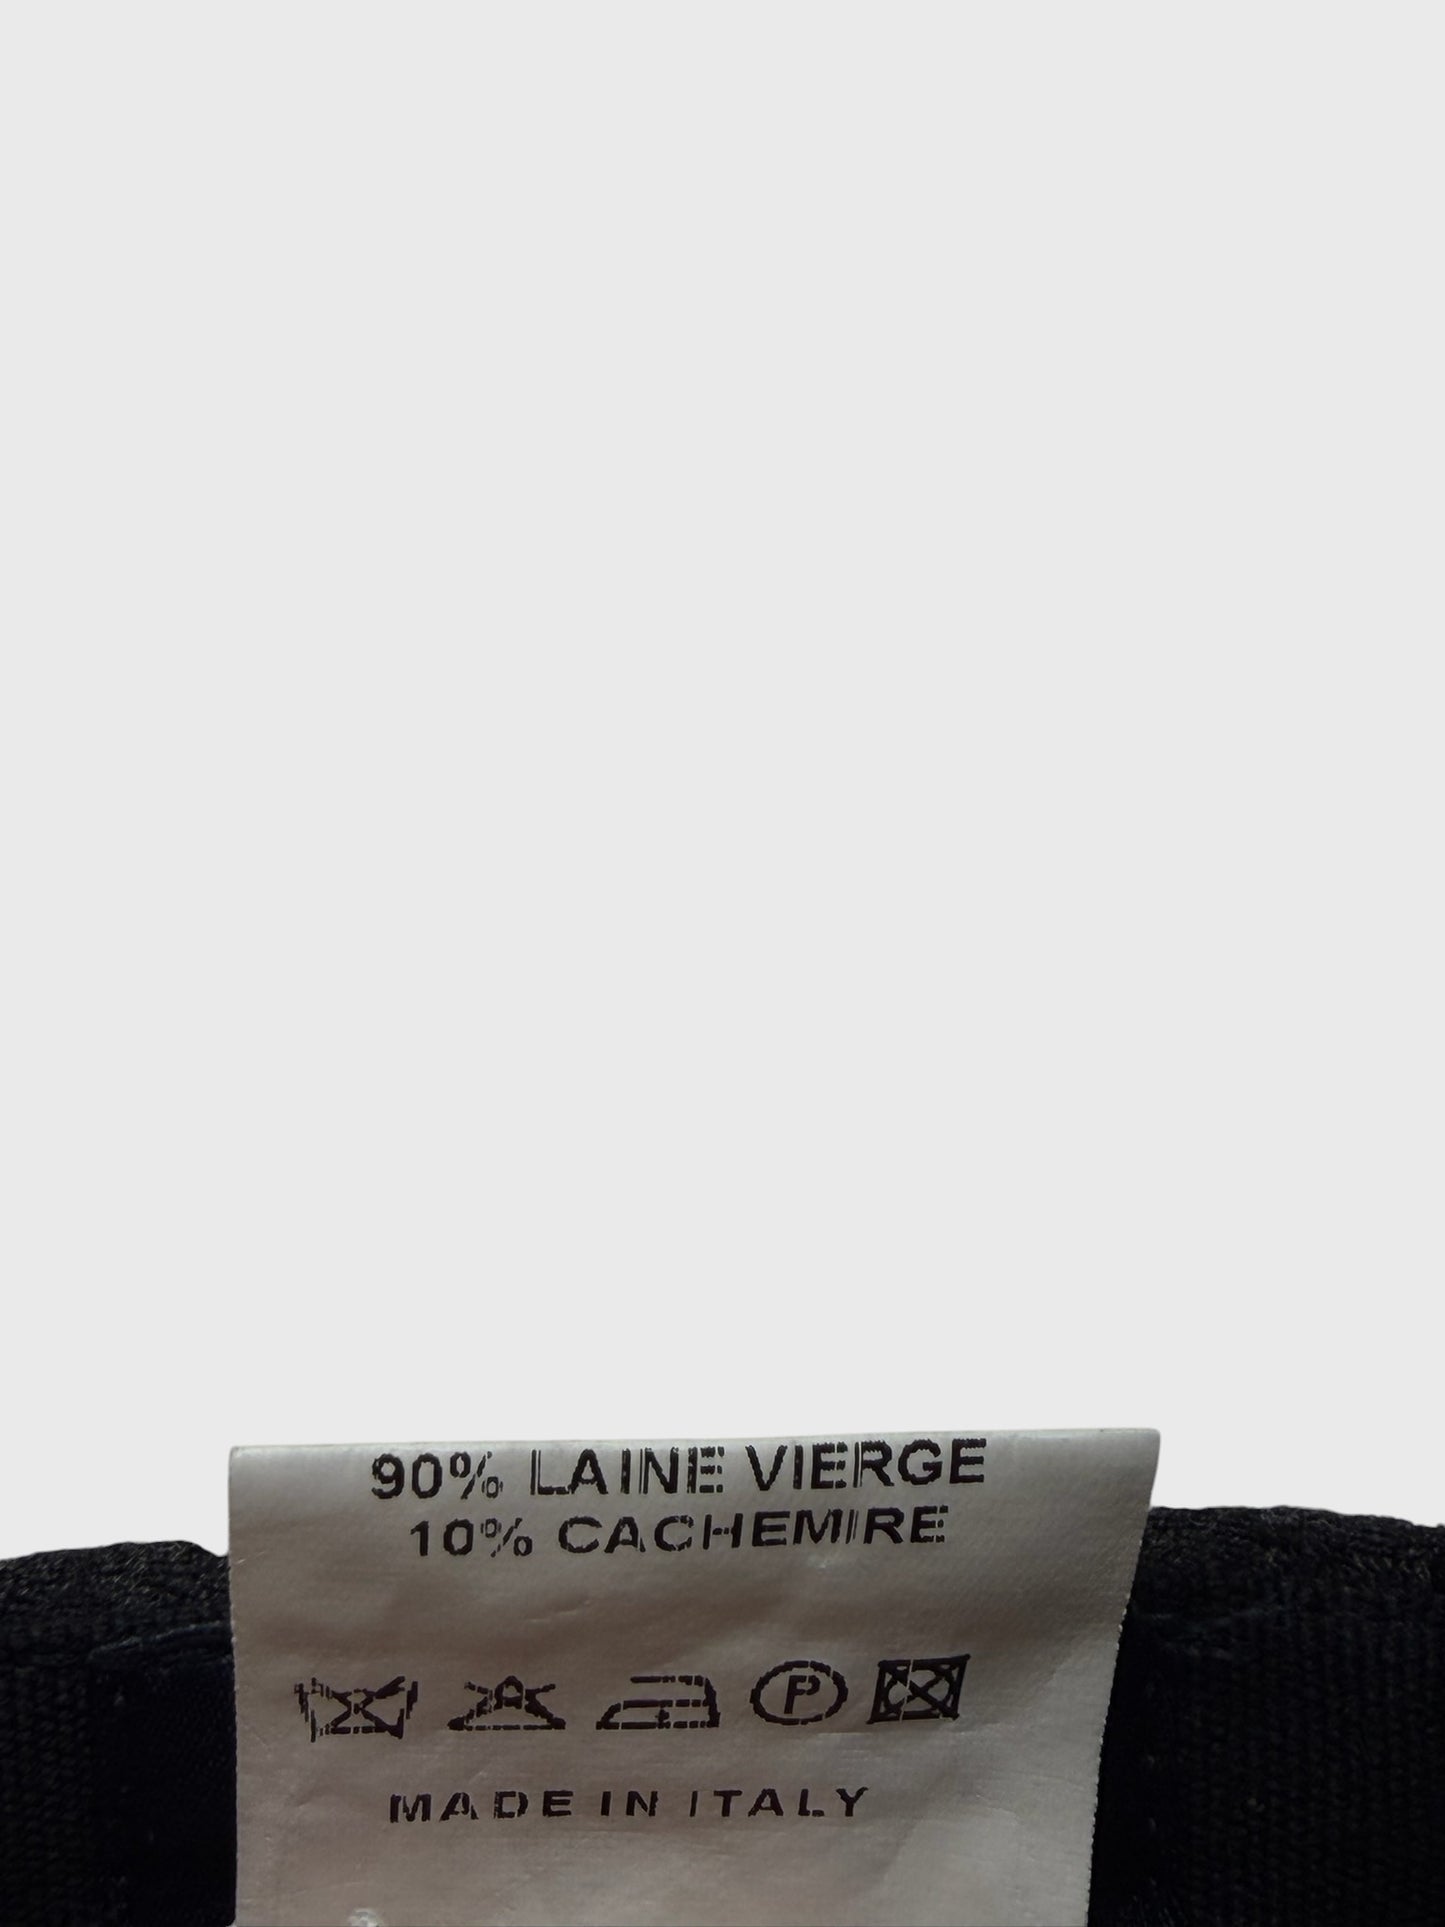 90% LAINE VIERGE
10% CACHEMIRE
P
MADE IN ITALY